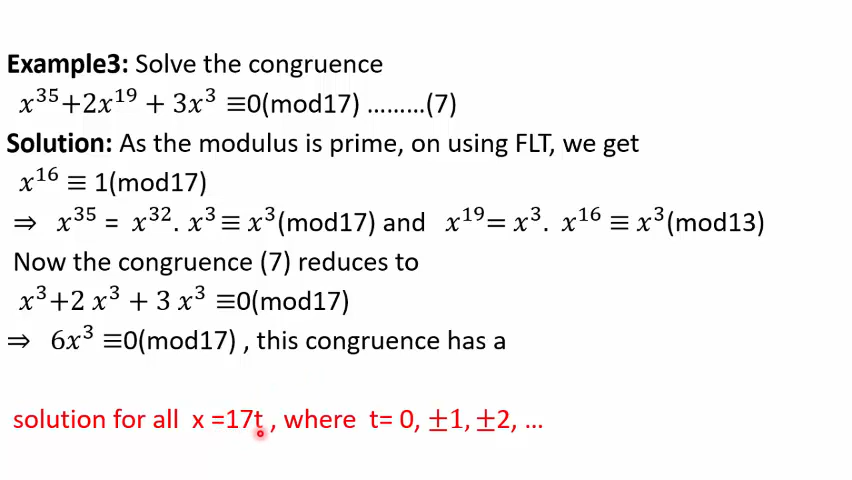 Example3: Solve the congruence
x³⁵+2x¹⁹ + 3x³ ≡0(mod17) .........(7)
Solution: As the modulus is prime, on using FLT, we get
x¹⁶ ≡ 1(mod17)
⇒ x³⁵ = x³². x³ ≡ x³(mod17) and x¹⁹= x³. x¹⁶ ≡ x³(mod13)
Now the congruence (7) reduces to
x³+2 x³ + 3 x³ ≡0(mod17)
⇒ 6x³ ≡0(mod17) , this congruence has a
solution for all x =17t , where t= 0, ±1, ±2, ...